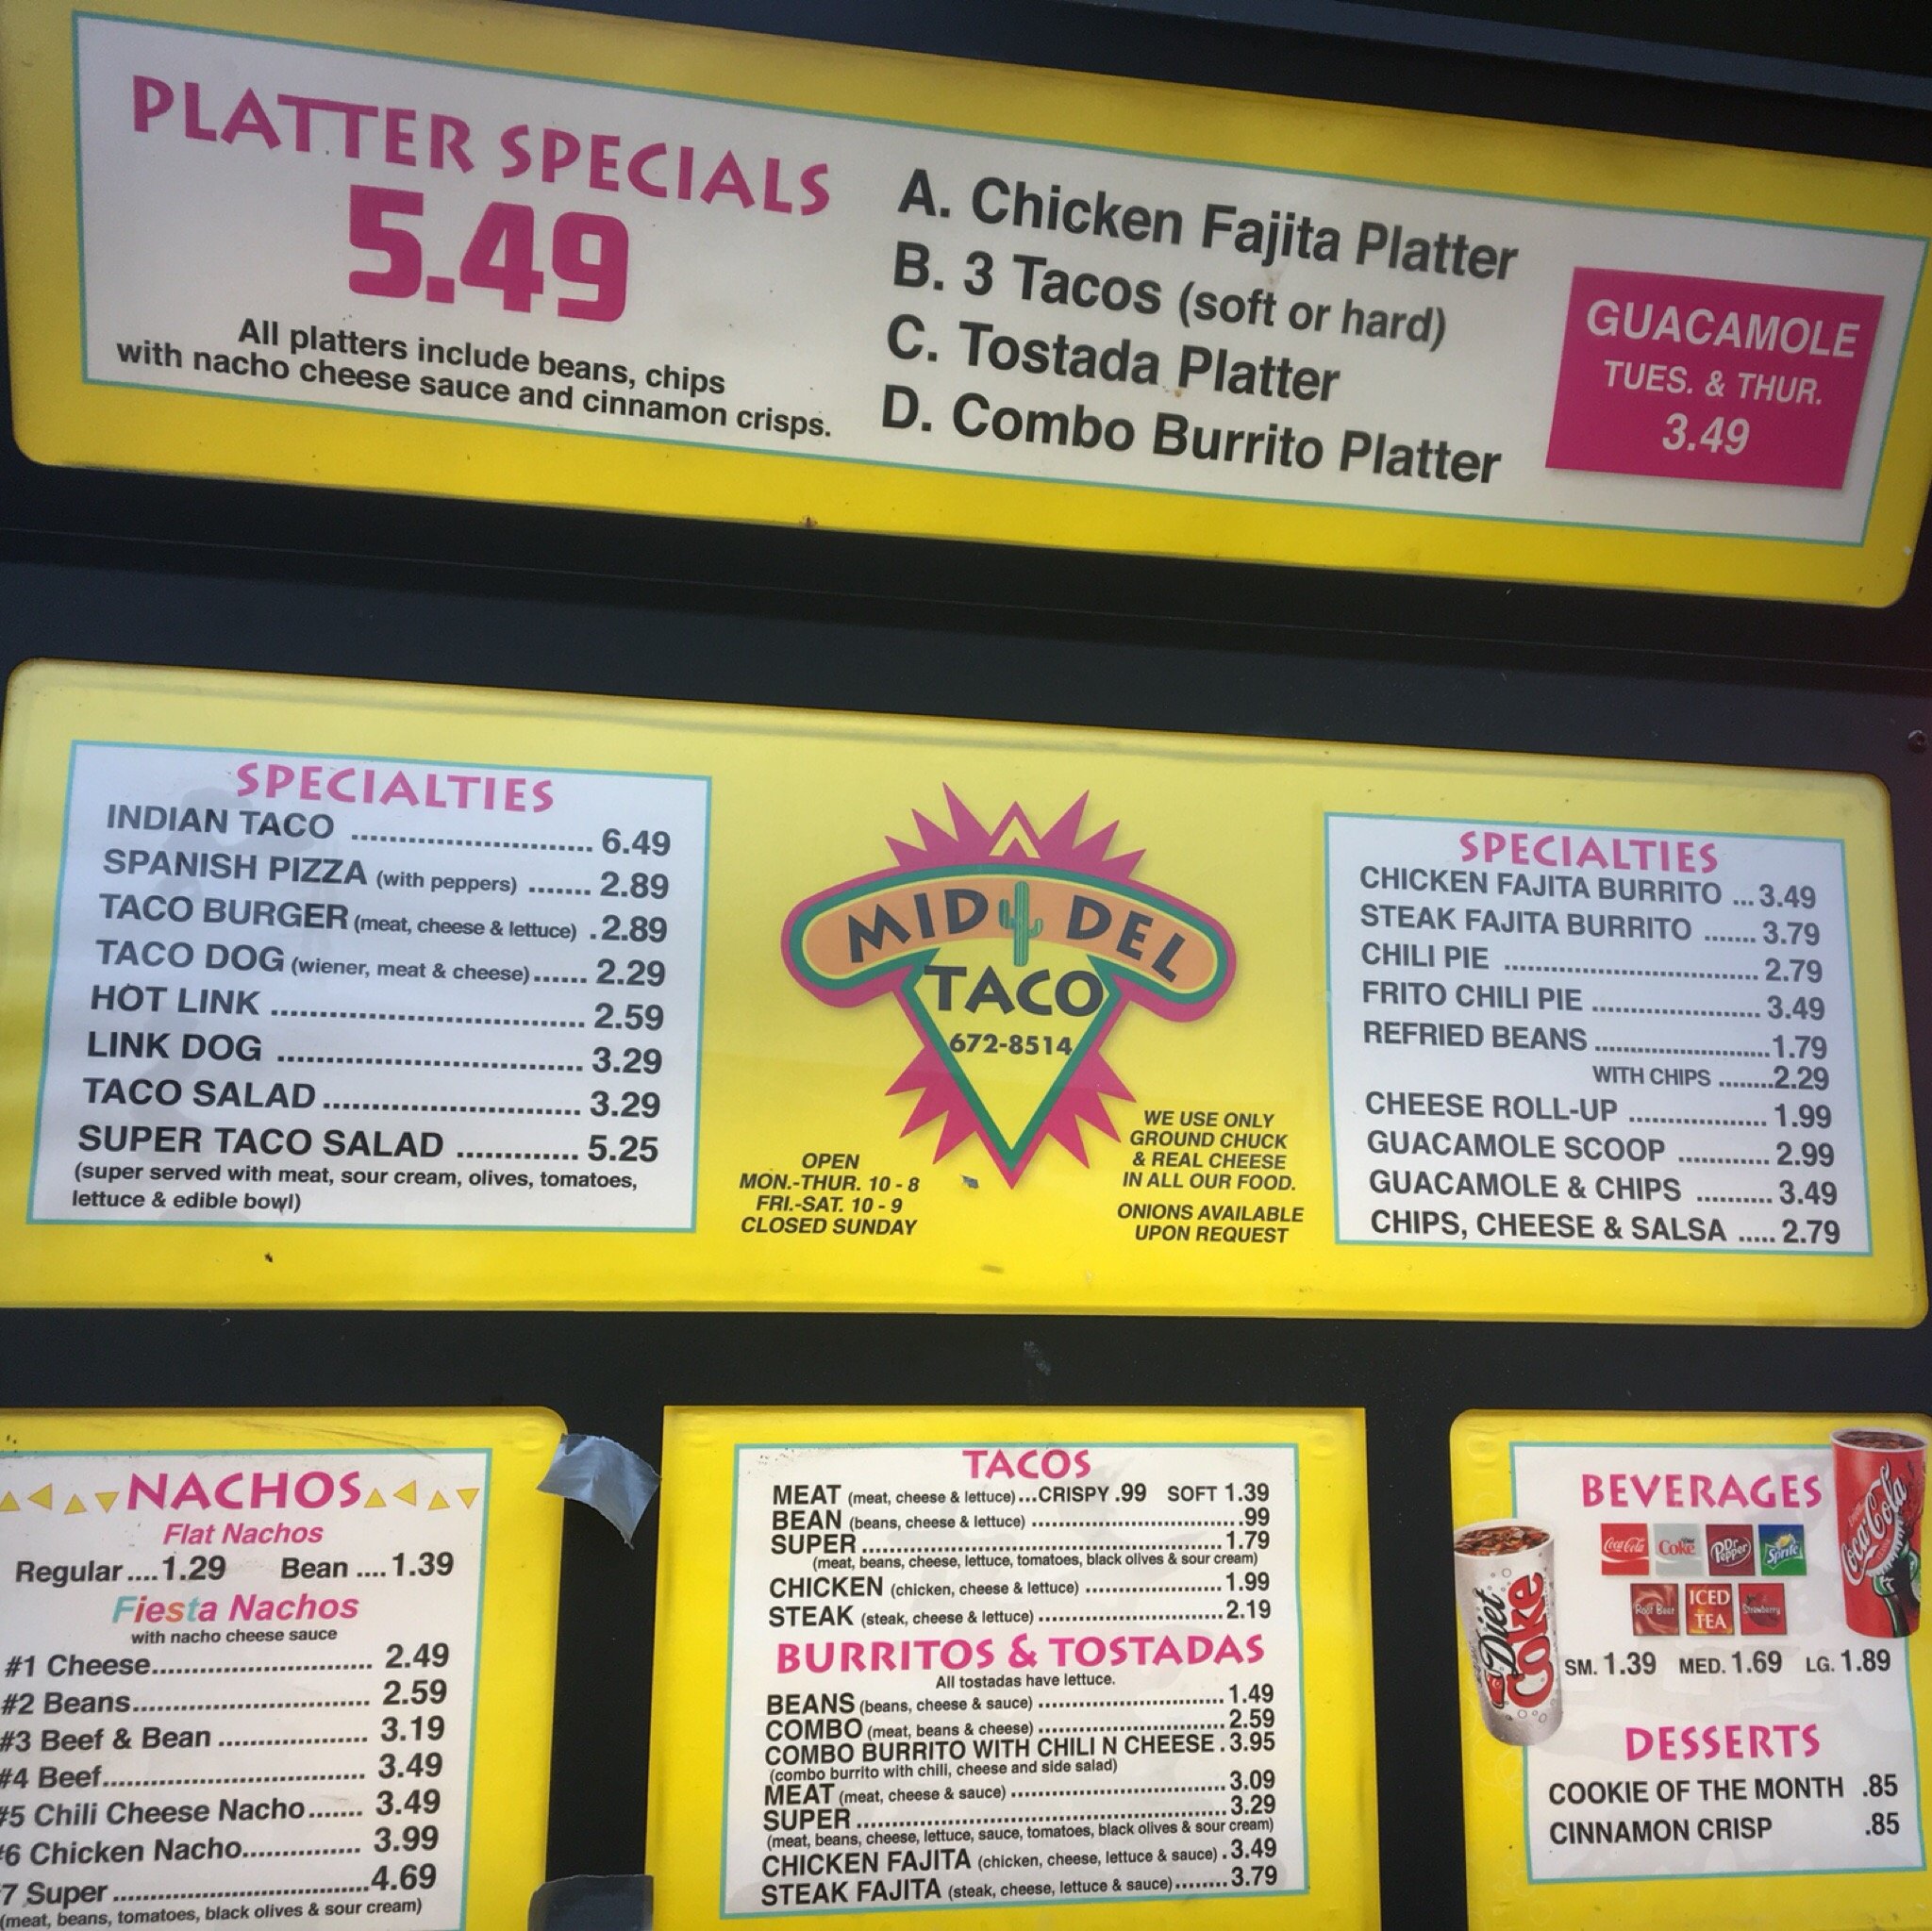 PLATTER SPECIALS
5.49
All platters include beans, chips
with nacho cheese sauce and cinnamon crisps.
A. Chicken Fajita Platter
B. 3 Tacos (soft or hard)
C. Tostada Platter
D. Combo Burrito Platter
GUACAMOLE
TUES. & THUR.
3.49
SPECIALTIES
INDIAN TACO ......................... 6.49
SPANISH PIZZA (with peppers) ....... 2.89
TACO BURGER (meat, cheese & lettuce) . 2.89
TACO DOG (wiener, meat & cheese)...... 2.29
HOT LINK ................................. 2.59
LINK DOG ................................ 3.29
TACO SALAD ........................... 3.29
SUPER TACO SALAD ............. 5.25
(super served with meat, sour cream, olives, tomatoes,
lettuce & edible bowl)
MID DEL
TACO
672-8514
OPEN
MON.-THUR. 10 - 8
FRI.-SAT. 10 - 9
CLOSED SUNDAY
WE USE ONLY
GROUND CHUCK
& REAL CHEESE
IN ALL OUR FOOD.
ONIONS AVAILABLE
UPON REQUEST
SPECIALTIES
CHICKEN FAJITA BURRITO ... 3.49
STEAK FAJITA BURRITO ....... 3.79
CHILI PIE .................................. 2.79
FRITO CHILI PIE ...................... 3.49
REFRIED BEANS .......................1.79
WITH CHIPS ........2.29
CHEESE ROLL-UP .................. 1.99
GUACAMOLE SCOOP ............ 2.99
GUACAMOLE & CHIPS .......... 3.49
CHIPS, CHEESE & SALSA ..... 2.79
NACHOS
Flat Nachos
Regular ....1.29 Bean ....1.39
Fiesta Nachos
with nacho cheese sauce
#1 Cheese.............................. 2.49
#2 Beans................................ 2.59
#3 Beef & Bean .................... 3.19
#4 Beef................................... 3.49
#5 Chili Cheese Nacho....... 3.49
#6 Chicken Nacho................ 3.99
7 Super ..................................4.69
(meat, beans, tomatoes, black olives & sour cream)
TACOS
MEAT (meat, cheese & lettuce)...CRISPY .99 SOFT 1.39
BEAN (beans, cheese & lettuce) ................................99
SUPER ....................................................... 1.79
(meat, beans, cheese, lettuce, tomatoes, black olives & sour cream)
CHICKEN (chicken, cheese & lettuce) ..................... 1.99
STEAK (steak, cheese & lettuce) ............................ 2.19
BURRITOS & TOSTADAS
All tostadas have lettuce.
BEANS (beans, cheese & sauce) ............................ 1.49
COMBO (meat, beans & cheese) ............................ 2.59
COMBO BURRITO WITH CHILI N CHEESE . 3.95
(combo burrito with chili, cheese and side salad)
MEAT (meat, cheese & sauce) ................................. 3.09
SUPER ......................................................... 3.29
(meat, beans, cheese, lettuce, sauce, tomatoes, black olives & sour cream)
CHICKEN FAJITA (chicken, cheese, lettuce & sauce) . 3.49
STEAK FAJITA (steak, cheese, lettuce & sauce)........ 3.79
BEVERAGES
Coca-Cola Diet Coke Dr Pepper Sprite
Root Beer ICED TEA Strawberry
Coca-Cola
Diet Coke
SM. 1.39 MED. 1.69 LG. 1.89
DESSERTS
COOKIE OF THE MONTH .85
CINNAMON CRISP .85